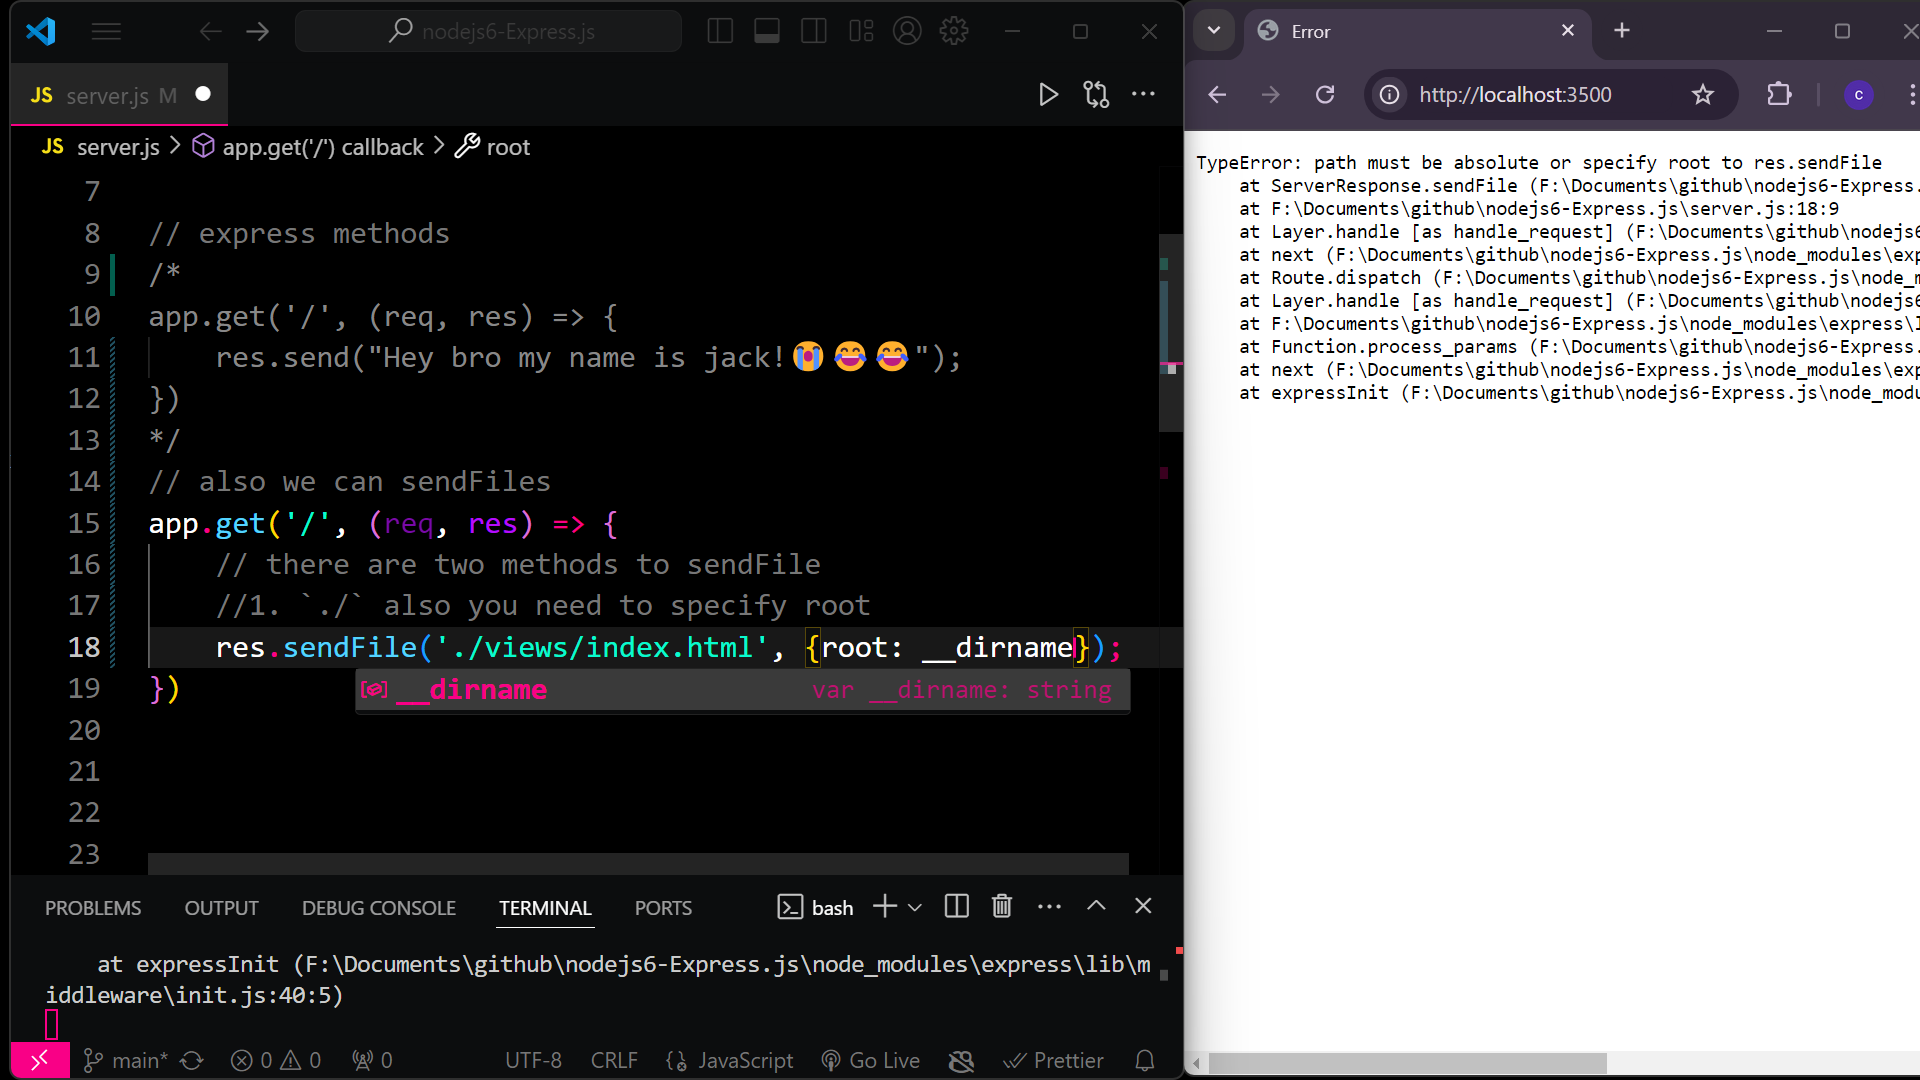 nodejs6-Express.js
JS server.js M
JS server.js > app.get('/') callback > root
7
8 // express methods
9 /*
10 app.get('/', (req, res) => {
11 res.send("Hey bro my name is jack!😭😂😂");
12 })
13 */
14 // also we can sendFiles
15 app.get('/', (req, res) => {
16 // there are two methods to sendFile
17 //1. `./` also you need to specify root
18 res.sendFile('./views/index.html', {root: __dirname});
19 })
__dirname var __dirname: string
20
21
22
23
PROBLEMS OUTPUT DEBUG CONSOLE TERMINAL PORTS bash
at expressInit (F:\Documents\github\nodejs6-Express.js\node_modules\express\lib\m
iddleware\init.js:40:5)
main* 0 0 0 UTF-8 CRLF {} JavaScript Go Live Prettier
Error
http://localhost:3500
c
TypeError: path must be absolute or specify root to res.sendFile
at ServerResponse.sendFile (F:\Documents\github\nodejs6-Express.
at F:\Documents\github\nodejs6-Express.js\server.js:18:9
at Layer.handle [as handle_request] (F:\Documents\github\nodejs6
at next (F:\Documents\github\nodejs6-Express.js\node_modules\exp
at Route.dispatch (F:\Documents\github\nodejs6-Express.js\node_m
at Layer.handle [as handle_request] (F:\Documents\github\nodejs6
at F:\Documents\github\nodejs6-Express.js\node_modules\express\l
at Function.process_params (F:\Documents\github\nodejs6-Express.
at next (F:\Documents\github\nodejs6-Express.js\node_modules\exp
at expressInit (F:\Documents\github\nodejs6-Express.js\node_modu